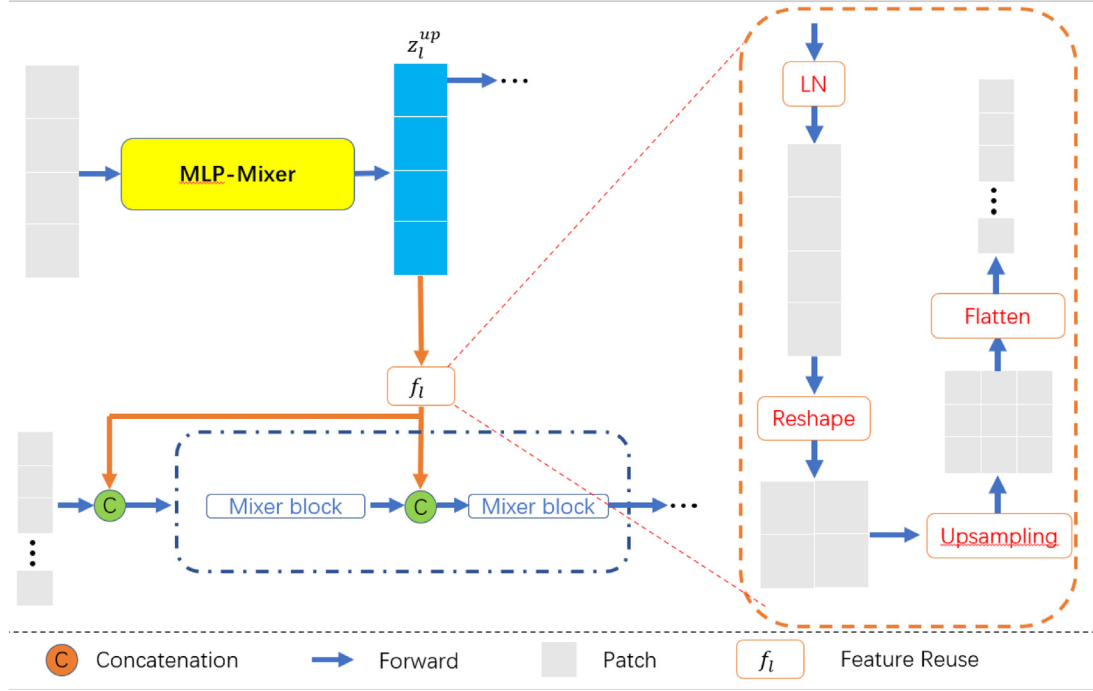 z_l^{up}
...
MLP-Mixer
f_l
C
Mixer block
C
Mixer block
...
LN
Reshape
Upsampling
Flatten
C Concatenation
Forward
Patch
f_l Feature Reuse